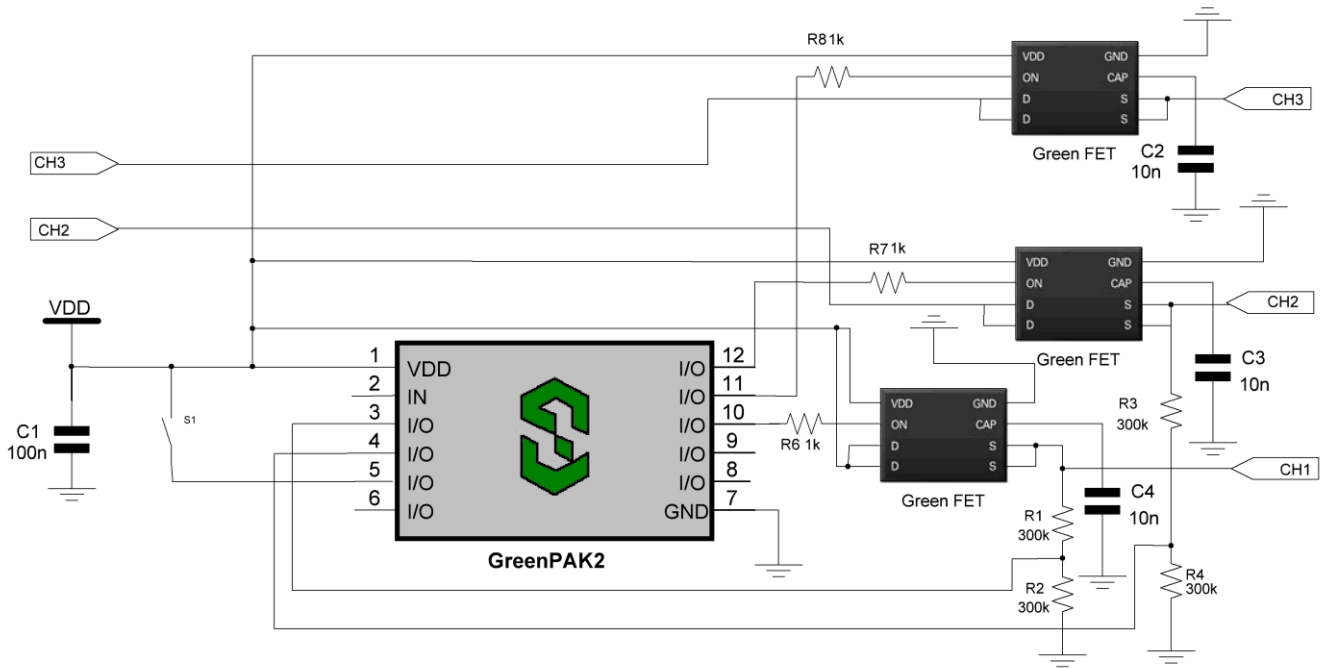 R8 1k
VDD GND
ON CAP
D S
D S
Green FET
CH3
C2
10n
CH3
CH2
R7 1k
VDD GND
ON CAP
D S
D S
Green FET
CH2
C3
10n
VDD
C1
100n
S1
1 VDD I/O 12
2 IN I/O 11
3 I/O I/O 10
4 I/O I/O 9
5 I/O I/O 8
6 I/O GND 7
GreenPAK2
R6 1k
VDD GND
ON CAP
D S
D S
Green FET
R3
300k
CH1
C4
10n
R1
300k
R2
300k
R4
300k